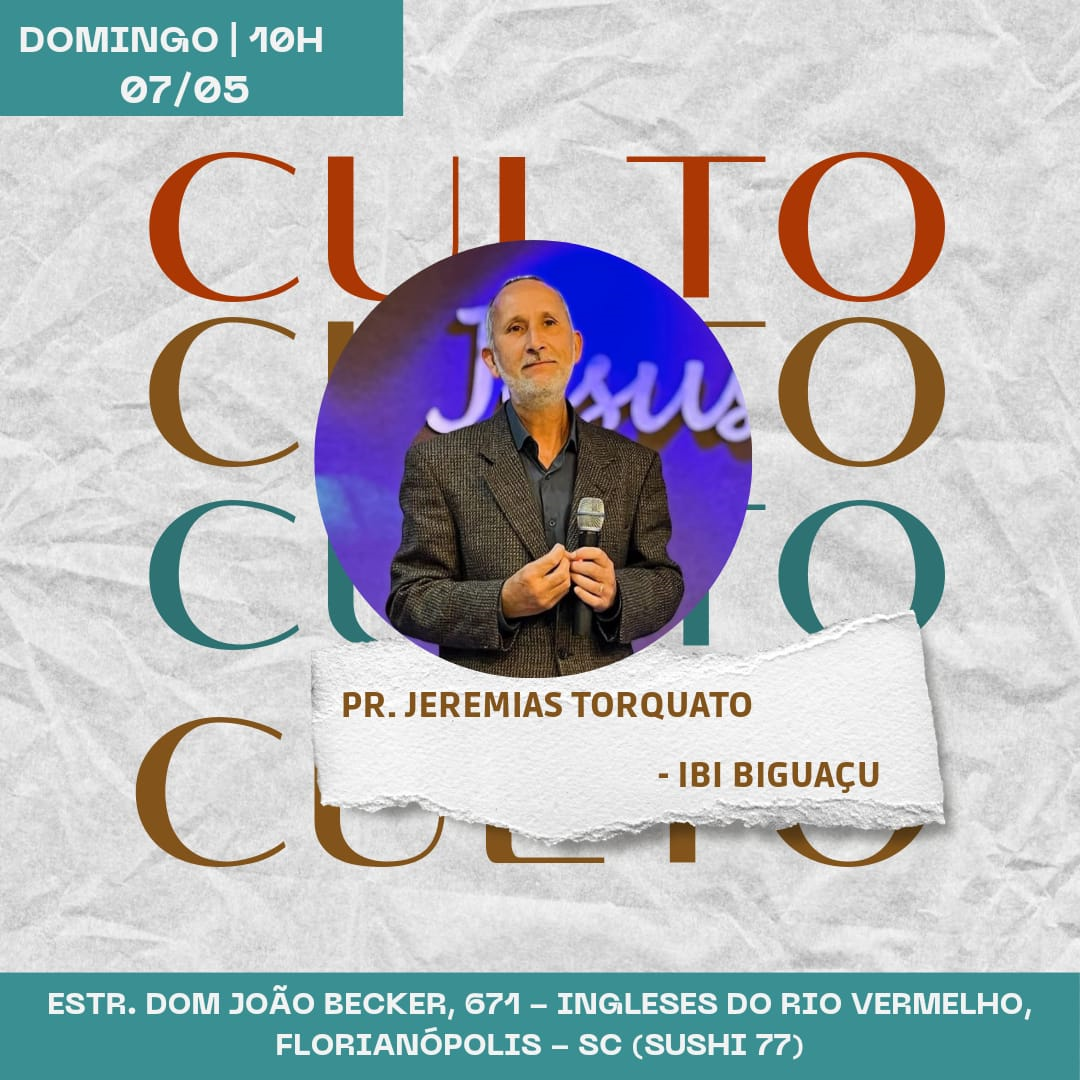 DOMINGO | 10H
07/05
CULTO
CULTO
Jesus
CULTO
PR. JEREMIAS TORQUATO
- IBI BIGUAÇU
CULTO
ESTR. DOM JOÃO BECKER, 671 – INGLESES DO RIO VERMELHO,
FLORIANÓPOLIS – SC (SUSHI 77)